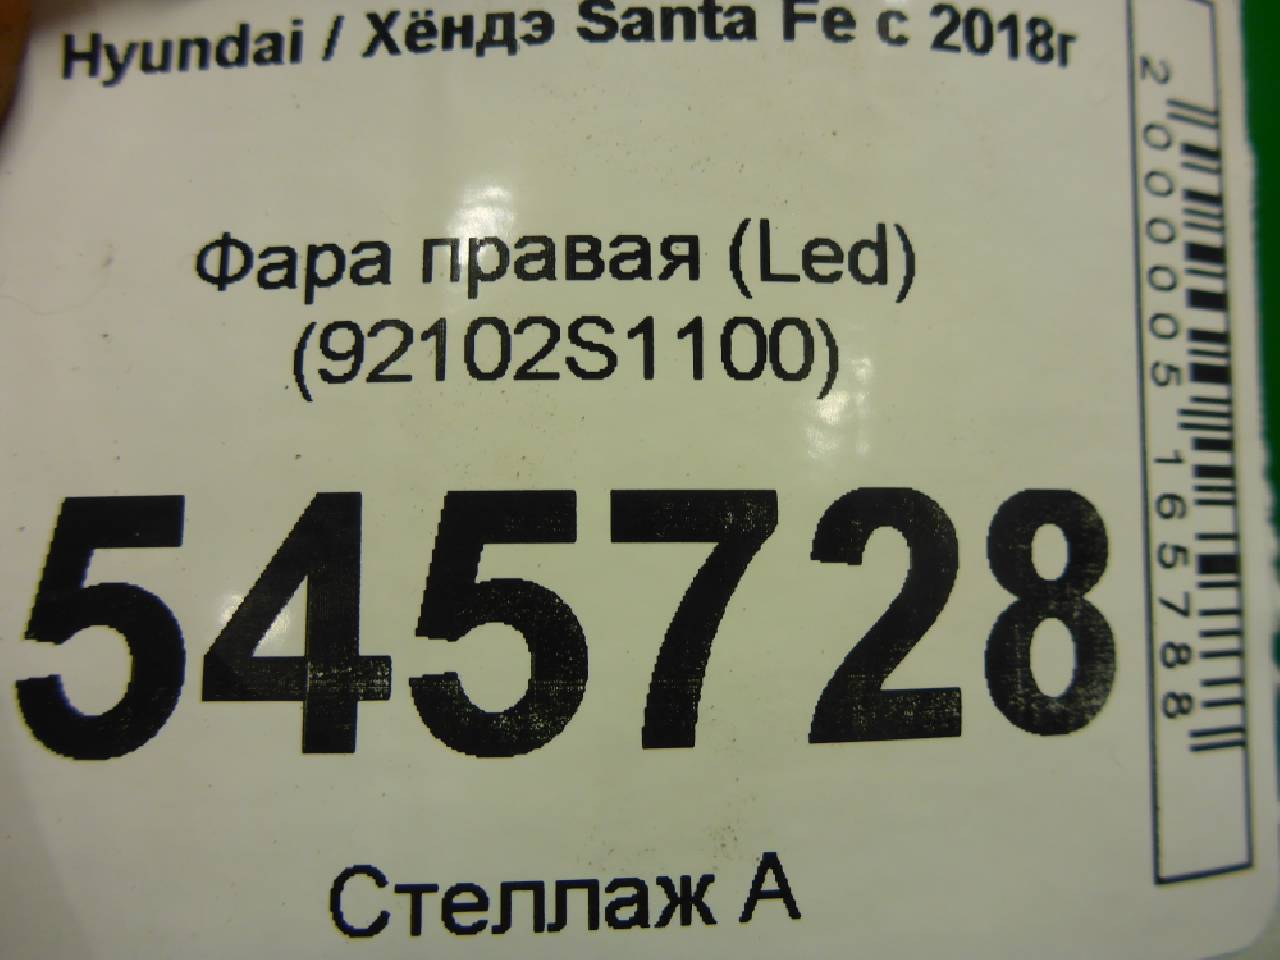 Hyundai / Хёндэ Santa Fe с 2018г
Фара правая (Led)
(92102S1100)
545728
Стеллаж А
2000005165788